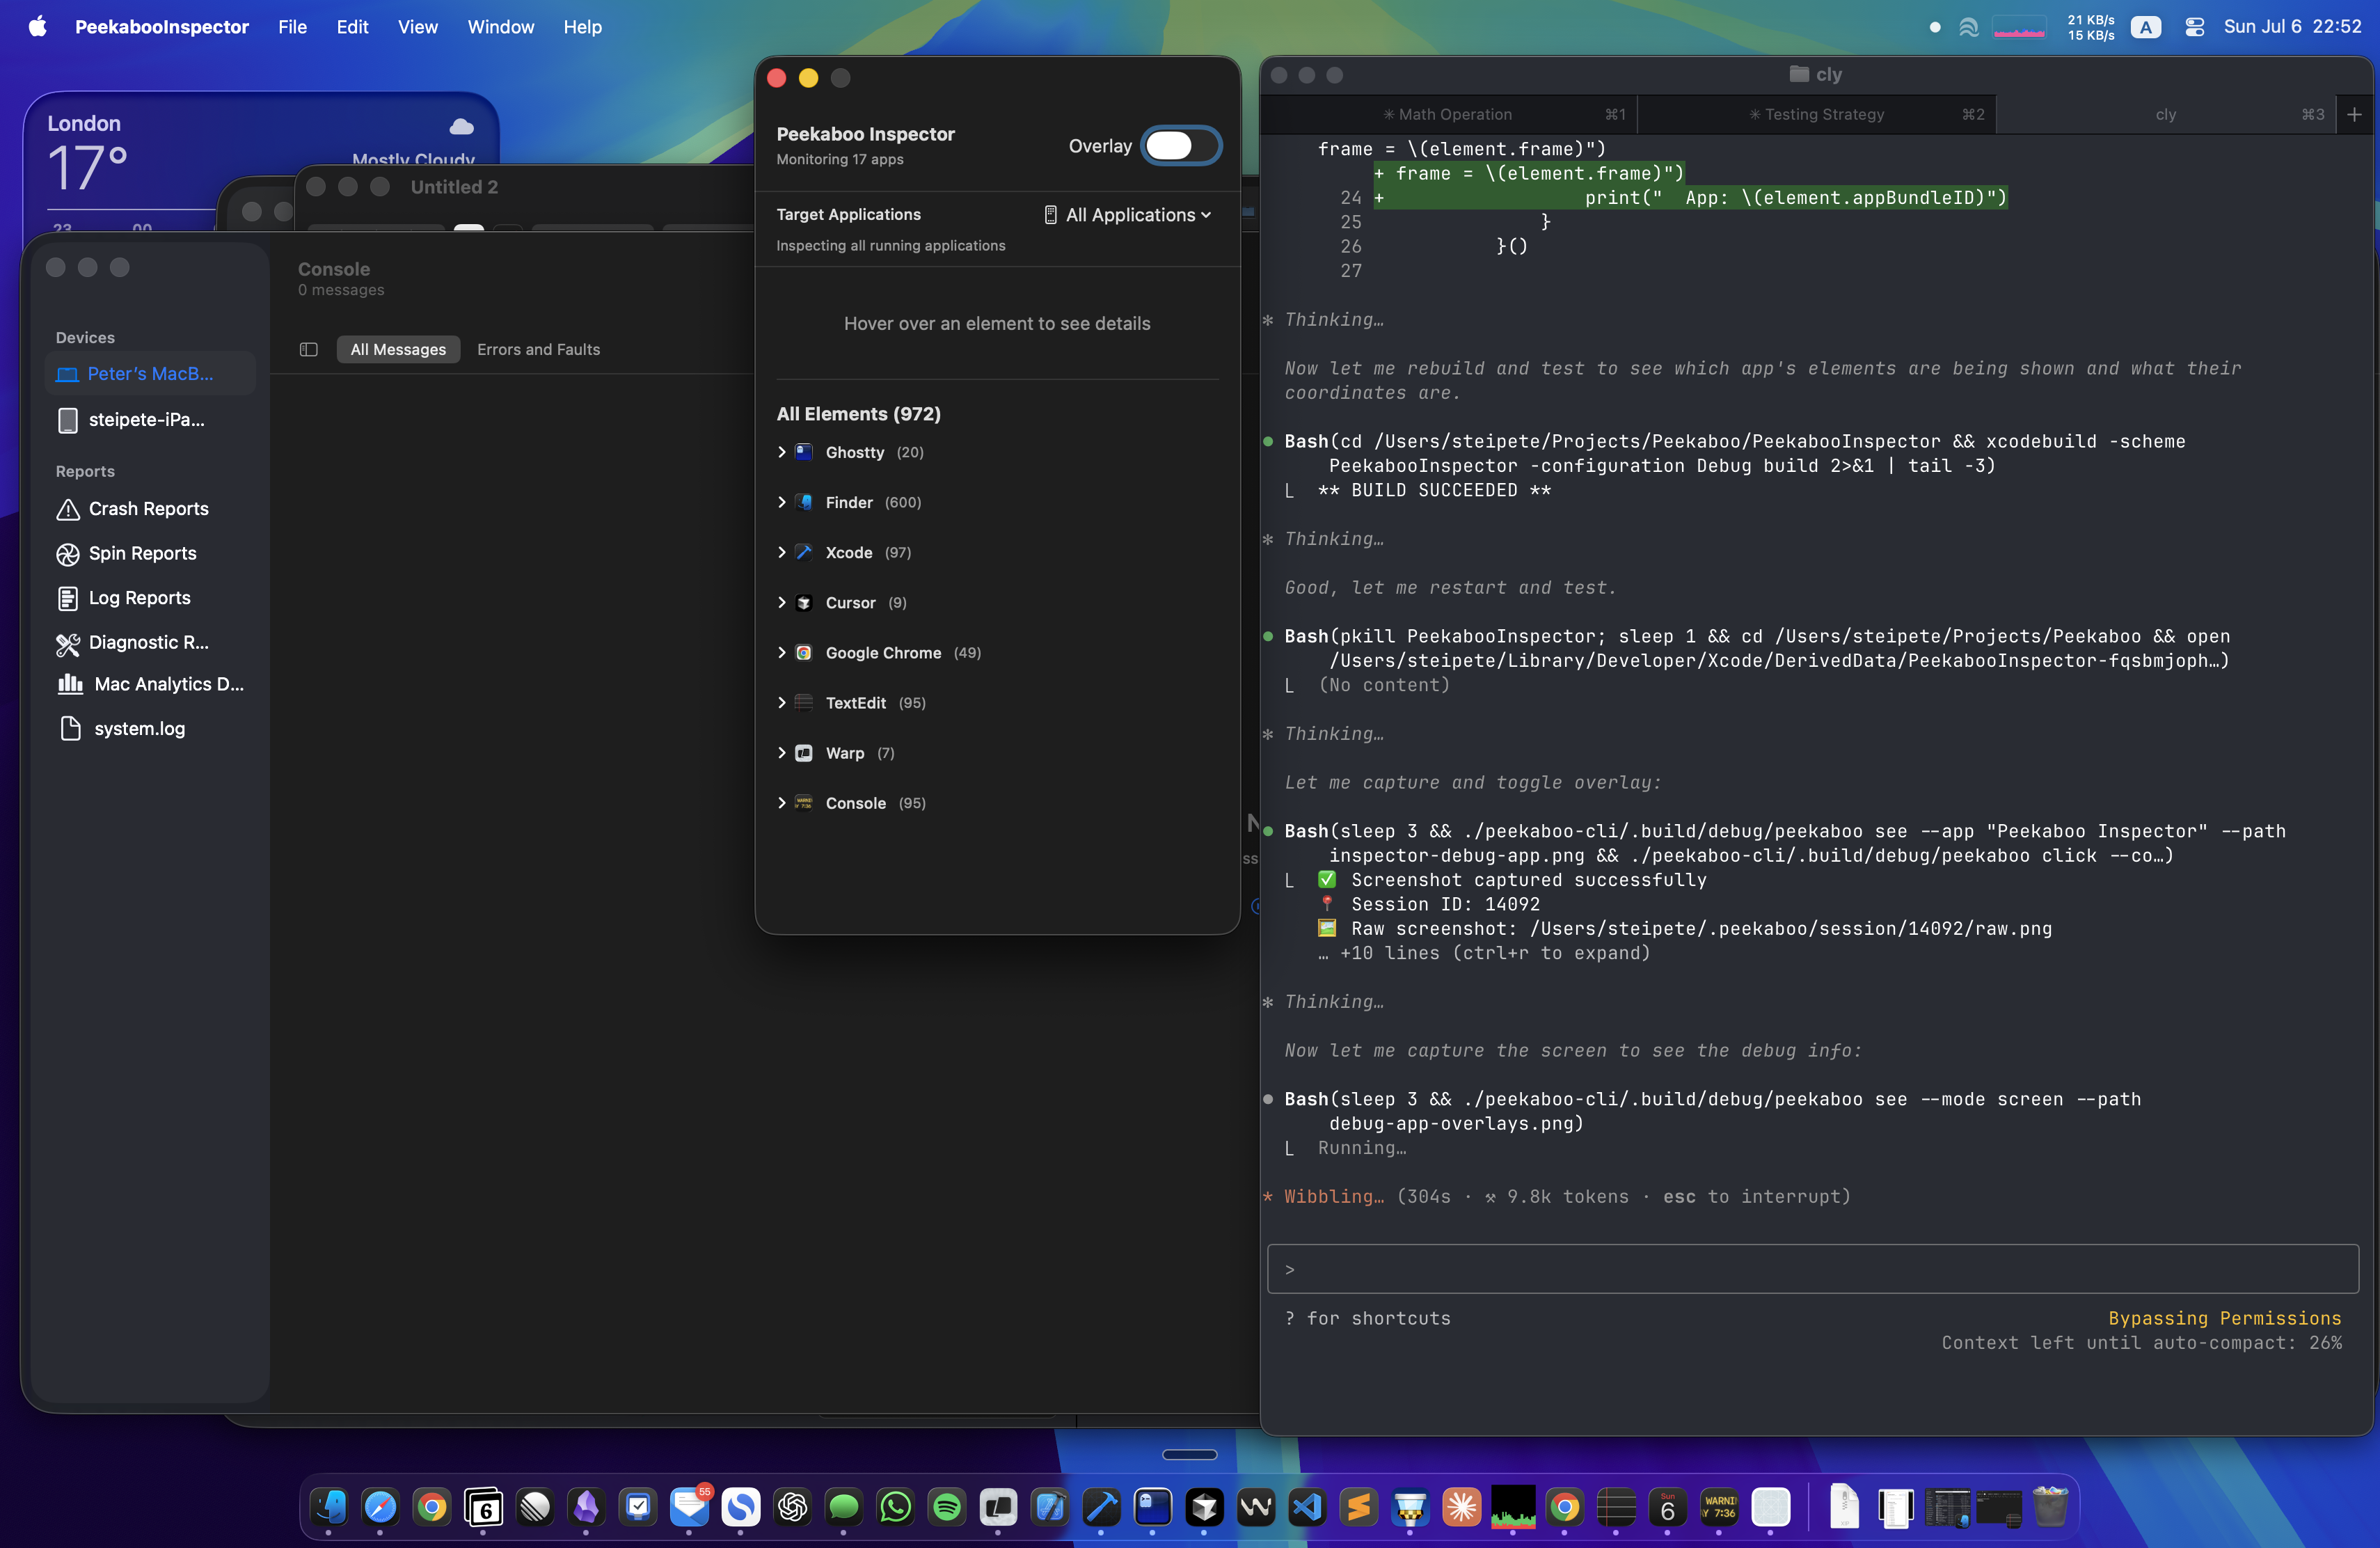 PeekabooInspector File Edit View Window Help
21 KB/s
15 KB/s
A
Sun Jul 6 22:52
London
17°
Mostly Cloudy
23 00
Untitled 2
Console
0 messages
All Messages Errors and Faults
Devices
Peter's MacB...
steipete-iPa...
Reports
Crash Reports
Spin Reports
Log Reports
Diagnostic R...
Mac Analytics D...
system.log
Peekaboo Inspector
Monitoring 17 apps
Overlay
Target Applications
All Applications
Inspecting all running applications
Hover over an element to see details
All Elements (972)
Ghostty (20)
Finder (600)
Xcode (97)
Cursor (9)
Google Chrome (49)
TextEdit (95)
Warp (7)
Console (95)
cly
✳ Math Operation ⌘1
✳ Testing Strategy ⌘2
cly ⌘3
frame = \(element.frame)")
+ frame = \(element.frame)")
24 + print("  App: \(element.appBundleID)")
25 }
26 }()
27
✻ Thinking…
Now let me rebuild and test to see which app's elements are being shown and what their
coordinates are.
Bash(cd /Users/steipete/Projects/Peekaboo/PeekabooInspector && xcodebuild -scheme
PeekabooInspector -configuration Debug build 2>&1 | tail -3)
⎿ ** BUILD SUCCEEDED **
✻ Thinking…
Good, let me restart and test.
Bash(pkill PeekabooInspector; sleep 1 && cd /Users/steipete/Projects/Peekaboo && open
/Users/steipete/Library/Developer/Xcode/DerivedData/PeekabooInspector-fqsbmjoph…)
⎿ (No content)
✻ Thinking…
Let me capture and toggle overlay:
Bash(sleep 3 && ./peekaboo-cli/.build/debug/peekaboo see --app "Peekaboo Inspector" --path
inspector-debug-app.png && ./peekaboo-cli/.build/debug/peekaboo click --co…)
⎿ ✅ Screenshot captured successfully
📍 Session ID: 14092
🖼️ Raw screenshot: /Users/steipete/.peekaboo/session/14092/raw.png
… +10 lines (ctrl+r to expand)
✻ Thinking…
Now let me capture the screen to see the debug info:
Bash(sleep 3 && ./peekaboo-cli/.build/debug/peekaboo see --mode screen --path
debug-app-overlays.png)
⎿ Running…
* Wibbling… (304s · ⚒ 9.8k tokens · esc to interrupt)
>
? for shortcuts
Bypassing Permissions
Context left until auto-compact: 26%
6
55
Sun
6
WARNI
Y 7:36